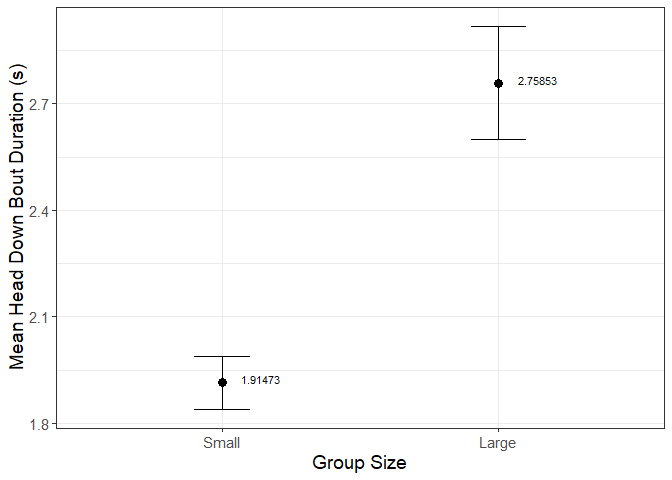 Mean Head Down Bout Duration (s)
2.7
2.4
2.1
1.8
2.75853
1.91473
Small
Large
Group Size